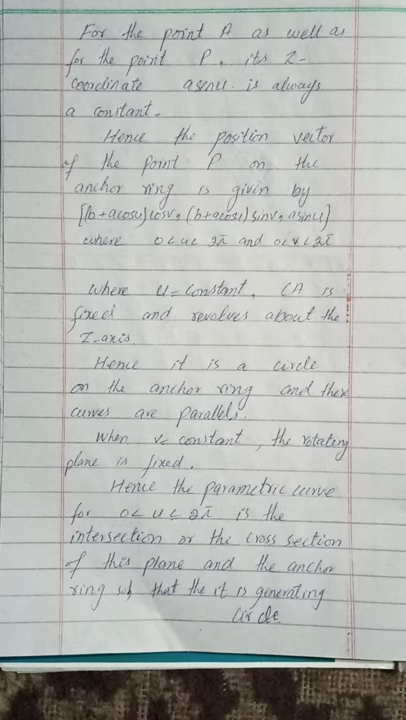 For the point A as well as
for the point P, its Z-
coordinate asinu is always
a constant.
Hence the position vector
of the point P on the
anchor ring is givin by
[(b+acosu)cosv, (b+acosu)sinv, asinu]
where 0<u< 2π and 0<v<2π
where U=Constant, CA is
fixed and revolves about the
Z-axis.
Hence it is a circle
on the anchor ring and these
curves are parallels.
When v= constant, the rotating
plane is fixed.
Hence the parametric curve
for 0<u<2π is the
intersection or the cross section
of this plane and the anchor
ring such that the it is generating
Circle